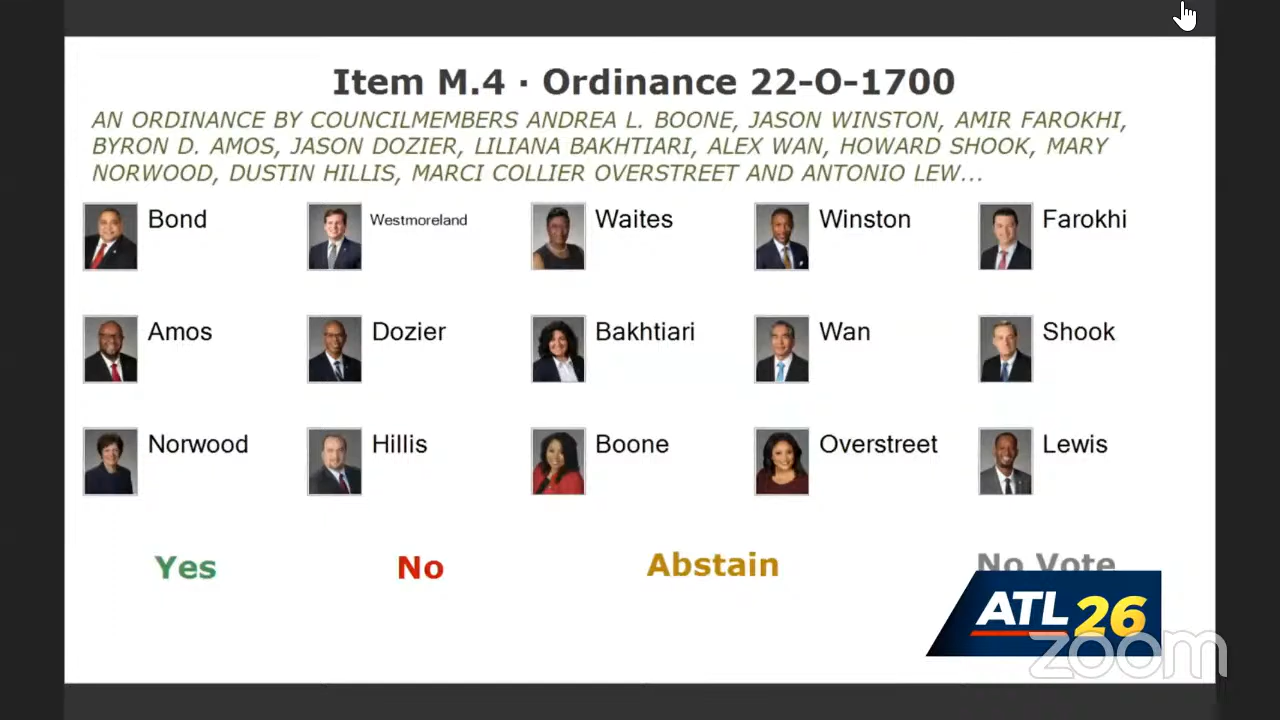 Item M.4 · Ordinance 22-O-1700
AN ORDINANCE BY COUNCILMEMBERS ANDREA L. BOONE, JASON WINSTON, AMIR FAROKHI,
BYRON D. AMOS, JASON DOZIER, LILIANA BAKHTIARI, ALEX WAN, HOWARD SHOOK, MARY
NORWOOD, DUSTIN HILLIS, MARCI COLLIER OVERSTREET AND ANTONIO LEW...
Bond Westmoreland Waites Winston Farokhi
Amos Dozier Bakhtiari Wan Shook
Norwood Hillis Boone Overstreet Lewis
Yes No Abstain No Vote
ATL 26
zoom